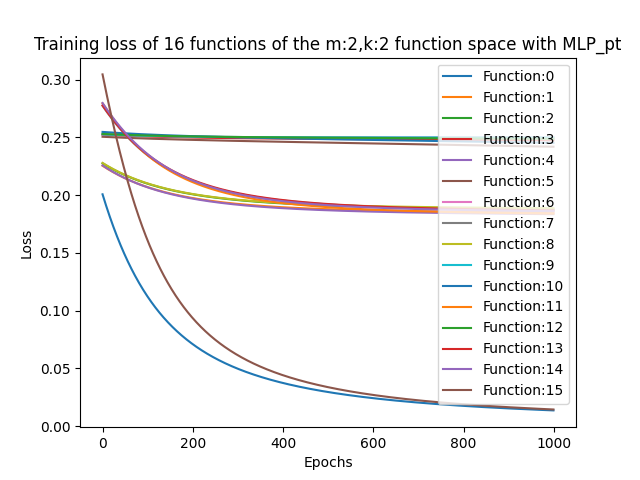 Training loss of 16 functions of the m:2,k:2 function space with MLP_pt
0.30
0.25
0.20
0.15
0.10
0.05
0.00
Loss
0
200
400
600
800
1000
Epochs
Function:0
Function:1
Function:2
Function:3
Function:4
Function:5
Function:6
Function:7
Function:8
Function:9
Function:10
Function:11
Function:12
Function:13
Function:14
Function:15